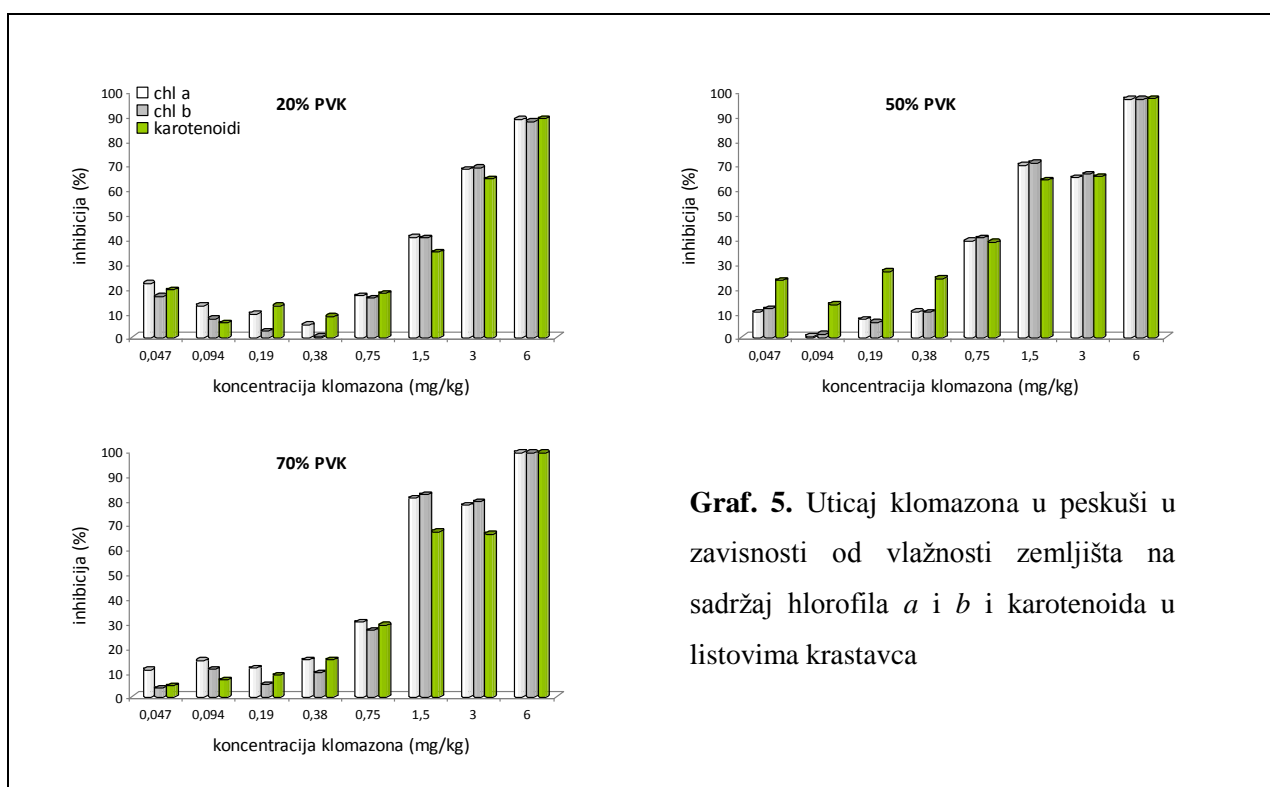 20% PVK
chl a
chl b
karotenoidi
inhibicija (%)
100
90
80
70
60
50
40
30
20
10
0
0,047 0,094 0,19 0,38 0,75 1,5 3 6
koncentracija klomazona (mg/kg)
50% PVK
inhibicija (%)
100
90
80
70
60
50
40
30
20
10
0
0,047 0,094 0,19 0,38 0,75 1,5 3 6
koncentracija klomazona (mg/kg)
70% PVK
inhibicija (%)
100
90
80
70
60
50
40
30
20
10
0
0,047 0,094 0,19 0,38 0,75 1,5 3 6
koncentracija klomazona (mg/kg)
Graf. 5. Uticaj klomazona u peskuši u
zavisnosti od vlažnosti zemljišta na
sadržaj hlorofila a i b i karotenoida u
listovima krastavca